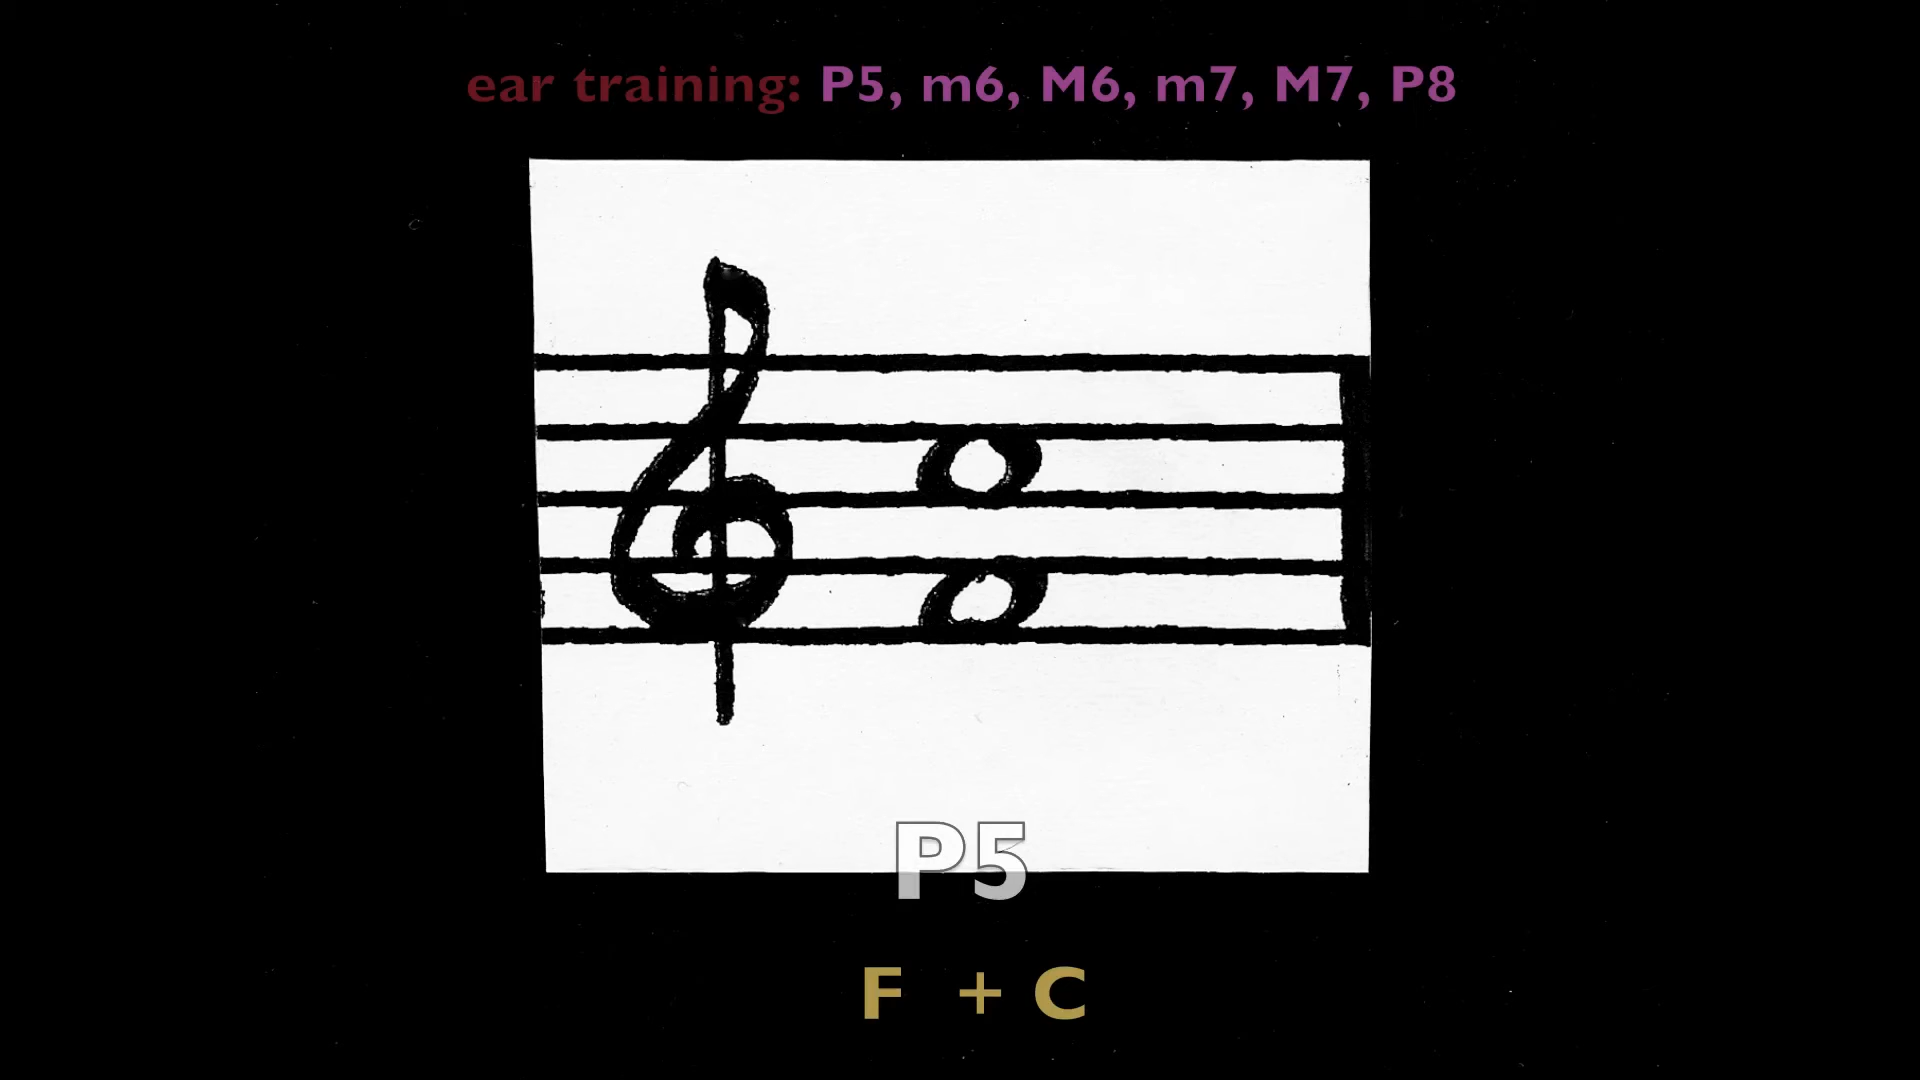 ear training: P5, m6, M6, m7, M7, P8
P5
F + C